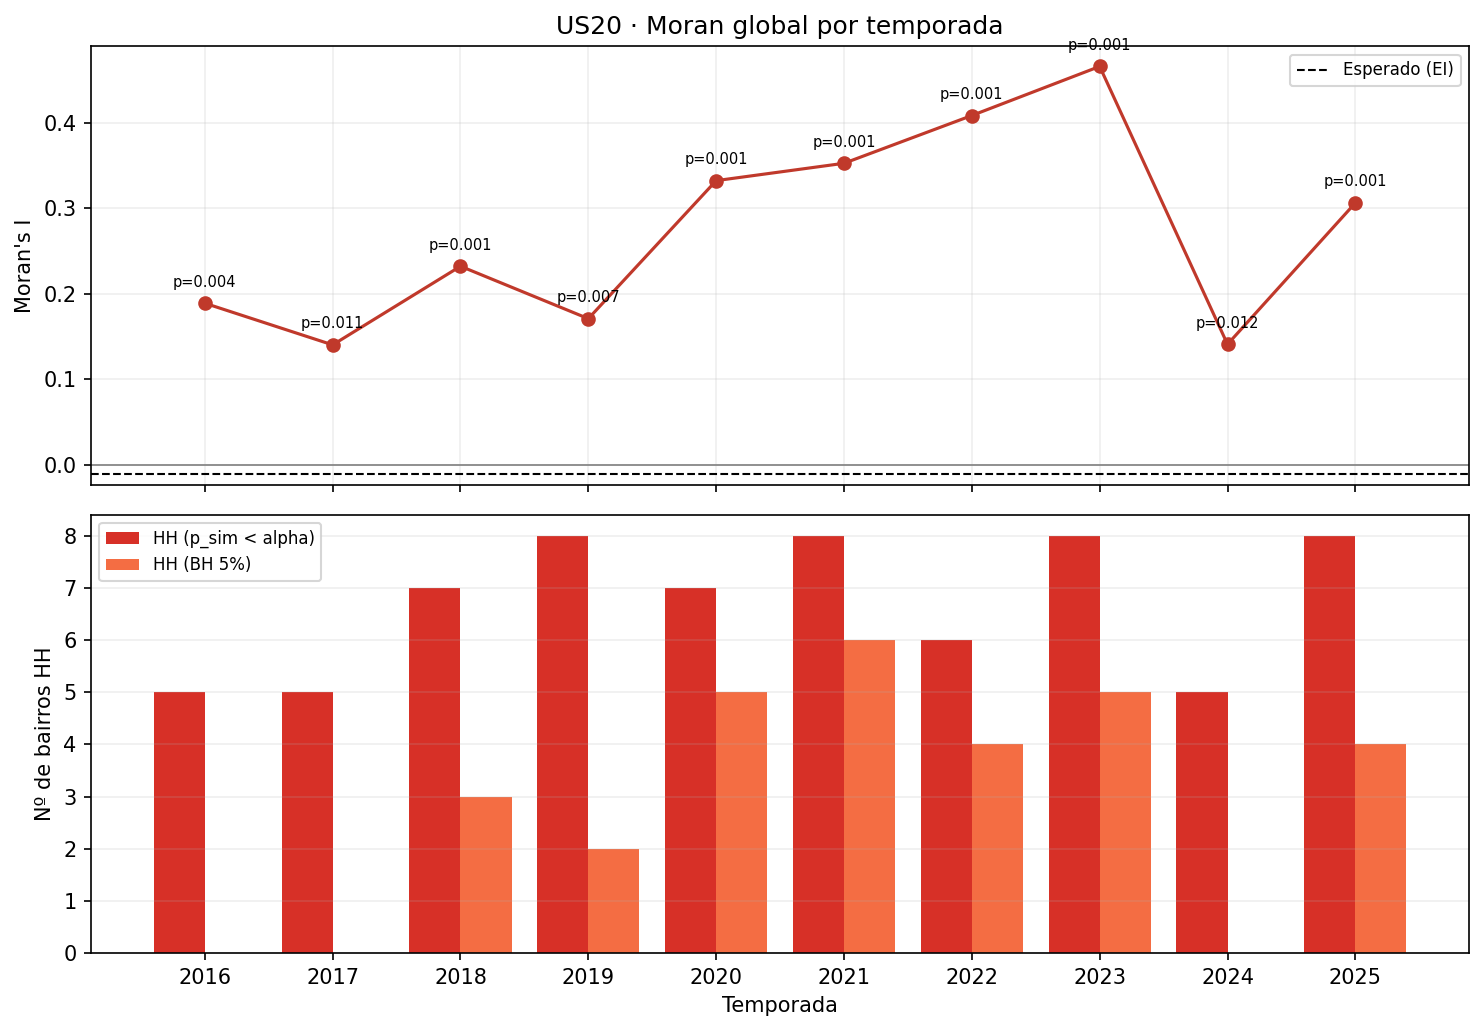 US20 · Moran global por temporada
Moran's I
0.4
0.3
0.2
0.1
0.0
p=0.004
p=0.011
p=0.001
p=0.007
p=0.001
p=0.001
p=0.001
p=0.001
p=0.012
p=0.001
Esperado (EI)
Nº de bairros HH
8
7
6
5
4
3
2
1
0
HH (p_sim < alpha)
HH (BH 5%)
2016 2017 2018 2019 2020 2021 2022 2023 2024 2025
Temporada